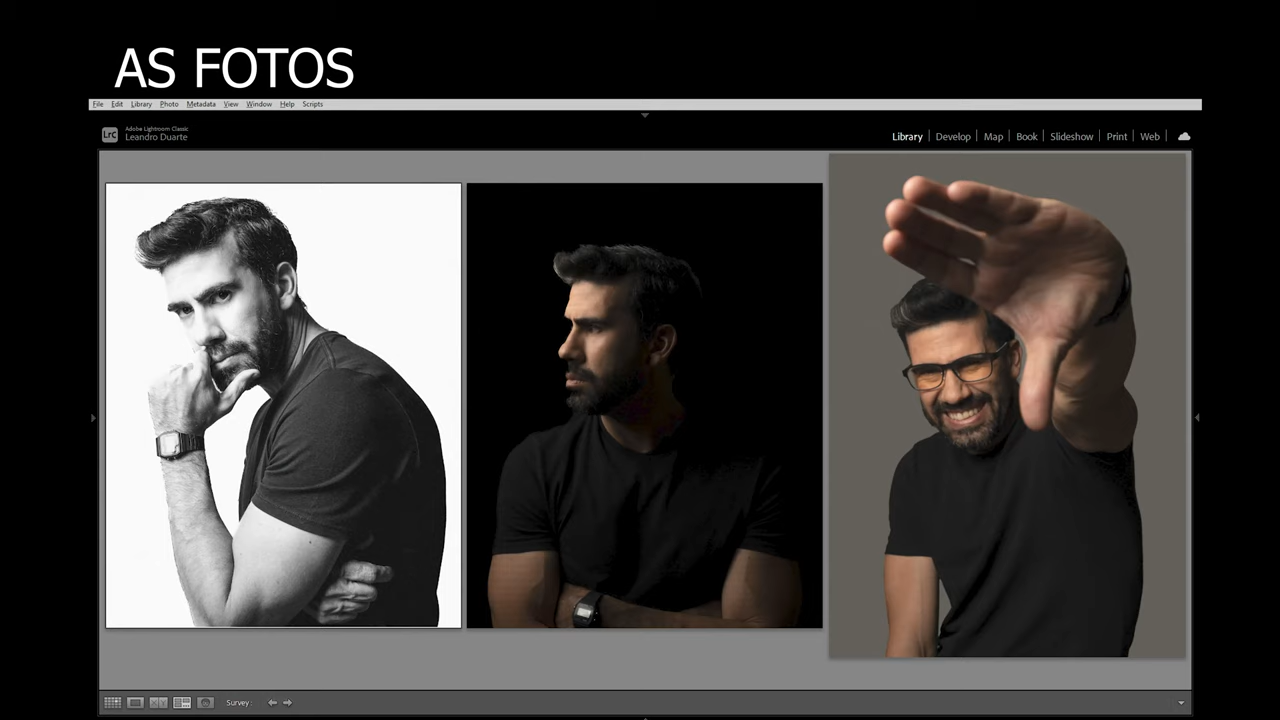 AS FOTOS
File Edit Library Photo Metadata View Window Help Scripts
LrC
Adobe Lightroom Classic
Leandro Duarte
Library | Develop | Map | Book | Slideshow | Print | Web |
XY
Survey: